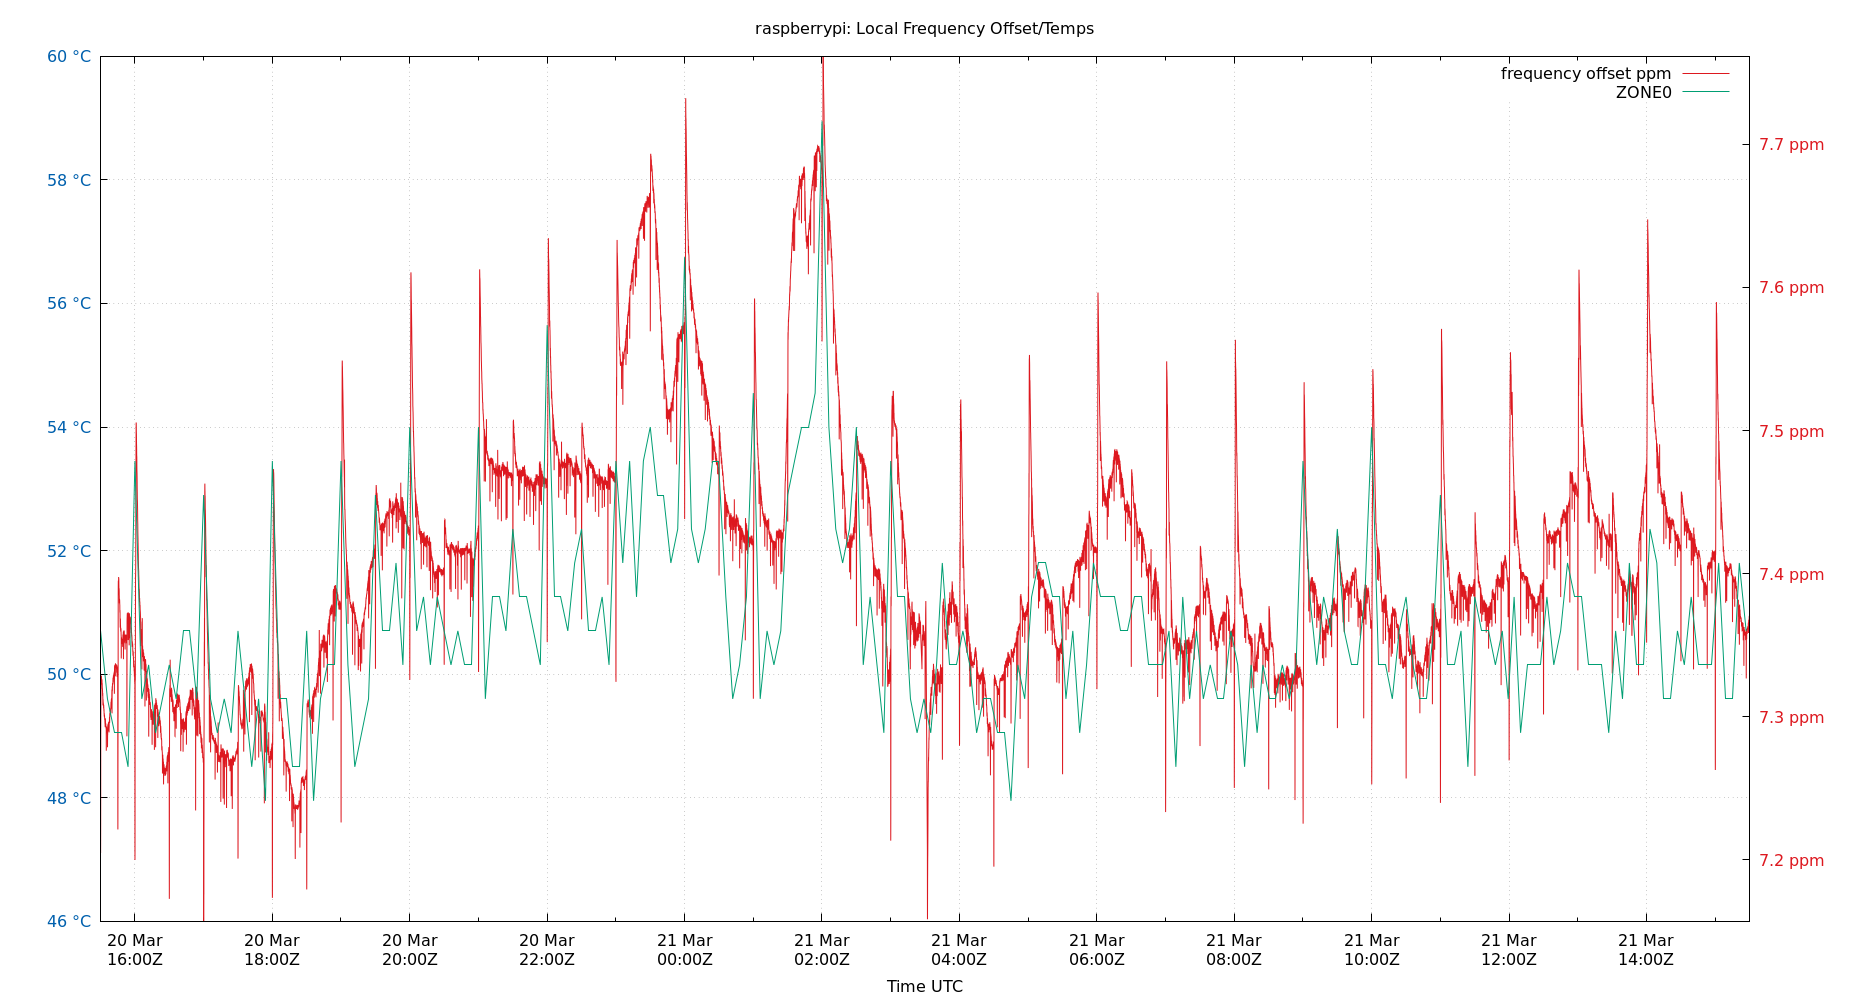 raspberrypi: Local Frequency Offset/Temps
60 °C
58 °C
56 °C
54 °C
52 °C
50 °C
48 °C
46 °C
frequency offset ppm
ZONE0
7.7 ppm
7.6 ppm
7.5 ppm
7.4 ppm
7.3 ppm
7.2 ppm
20 Mar
16:00Z
20 Mar
18:00Z
20 Mar
20:00Z
20 Mar
22:00Z
21 Mar
00:00Z
21 Mar
02:00Z
21 Mar
04:00Z
21 Mar
06:00Z
21 Mar
08:00Z
21 Mar
10:00Z
21 Mar
12:00Z
21 Mar
14:00Z
Time UTC